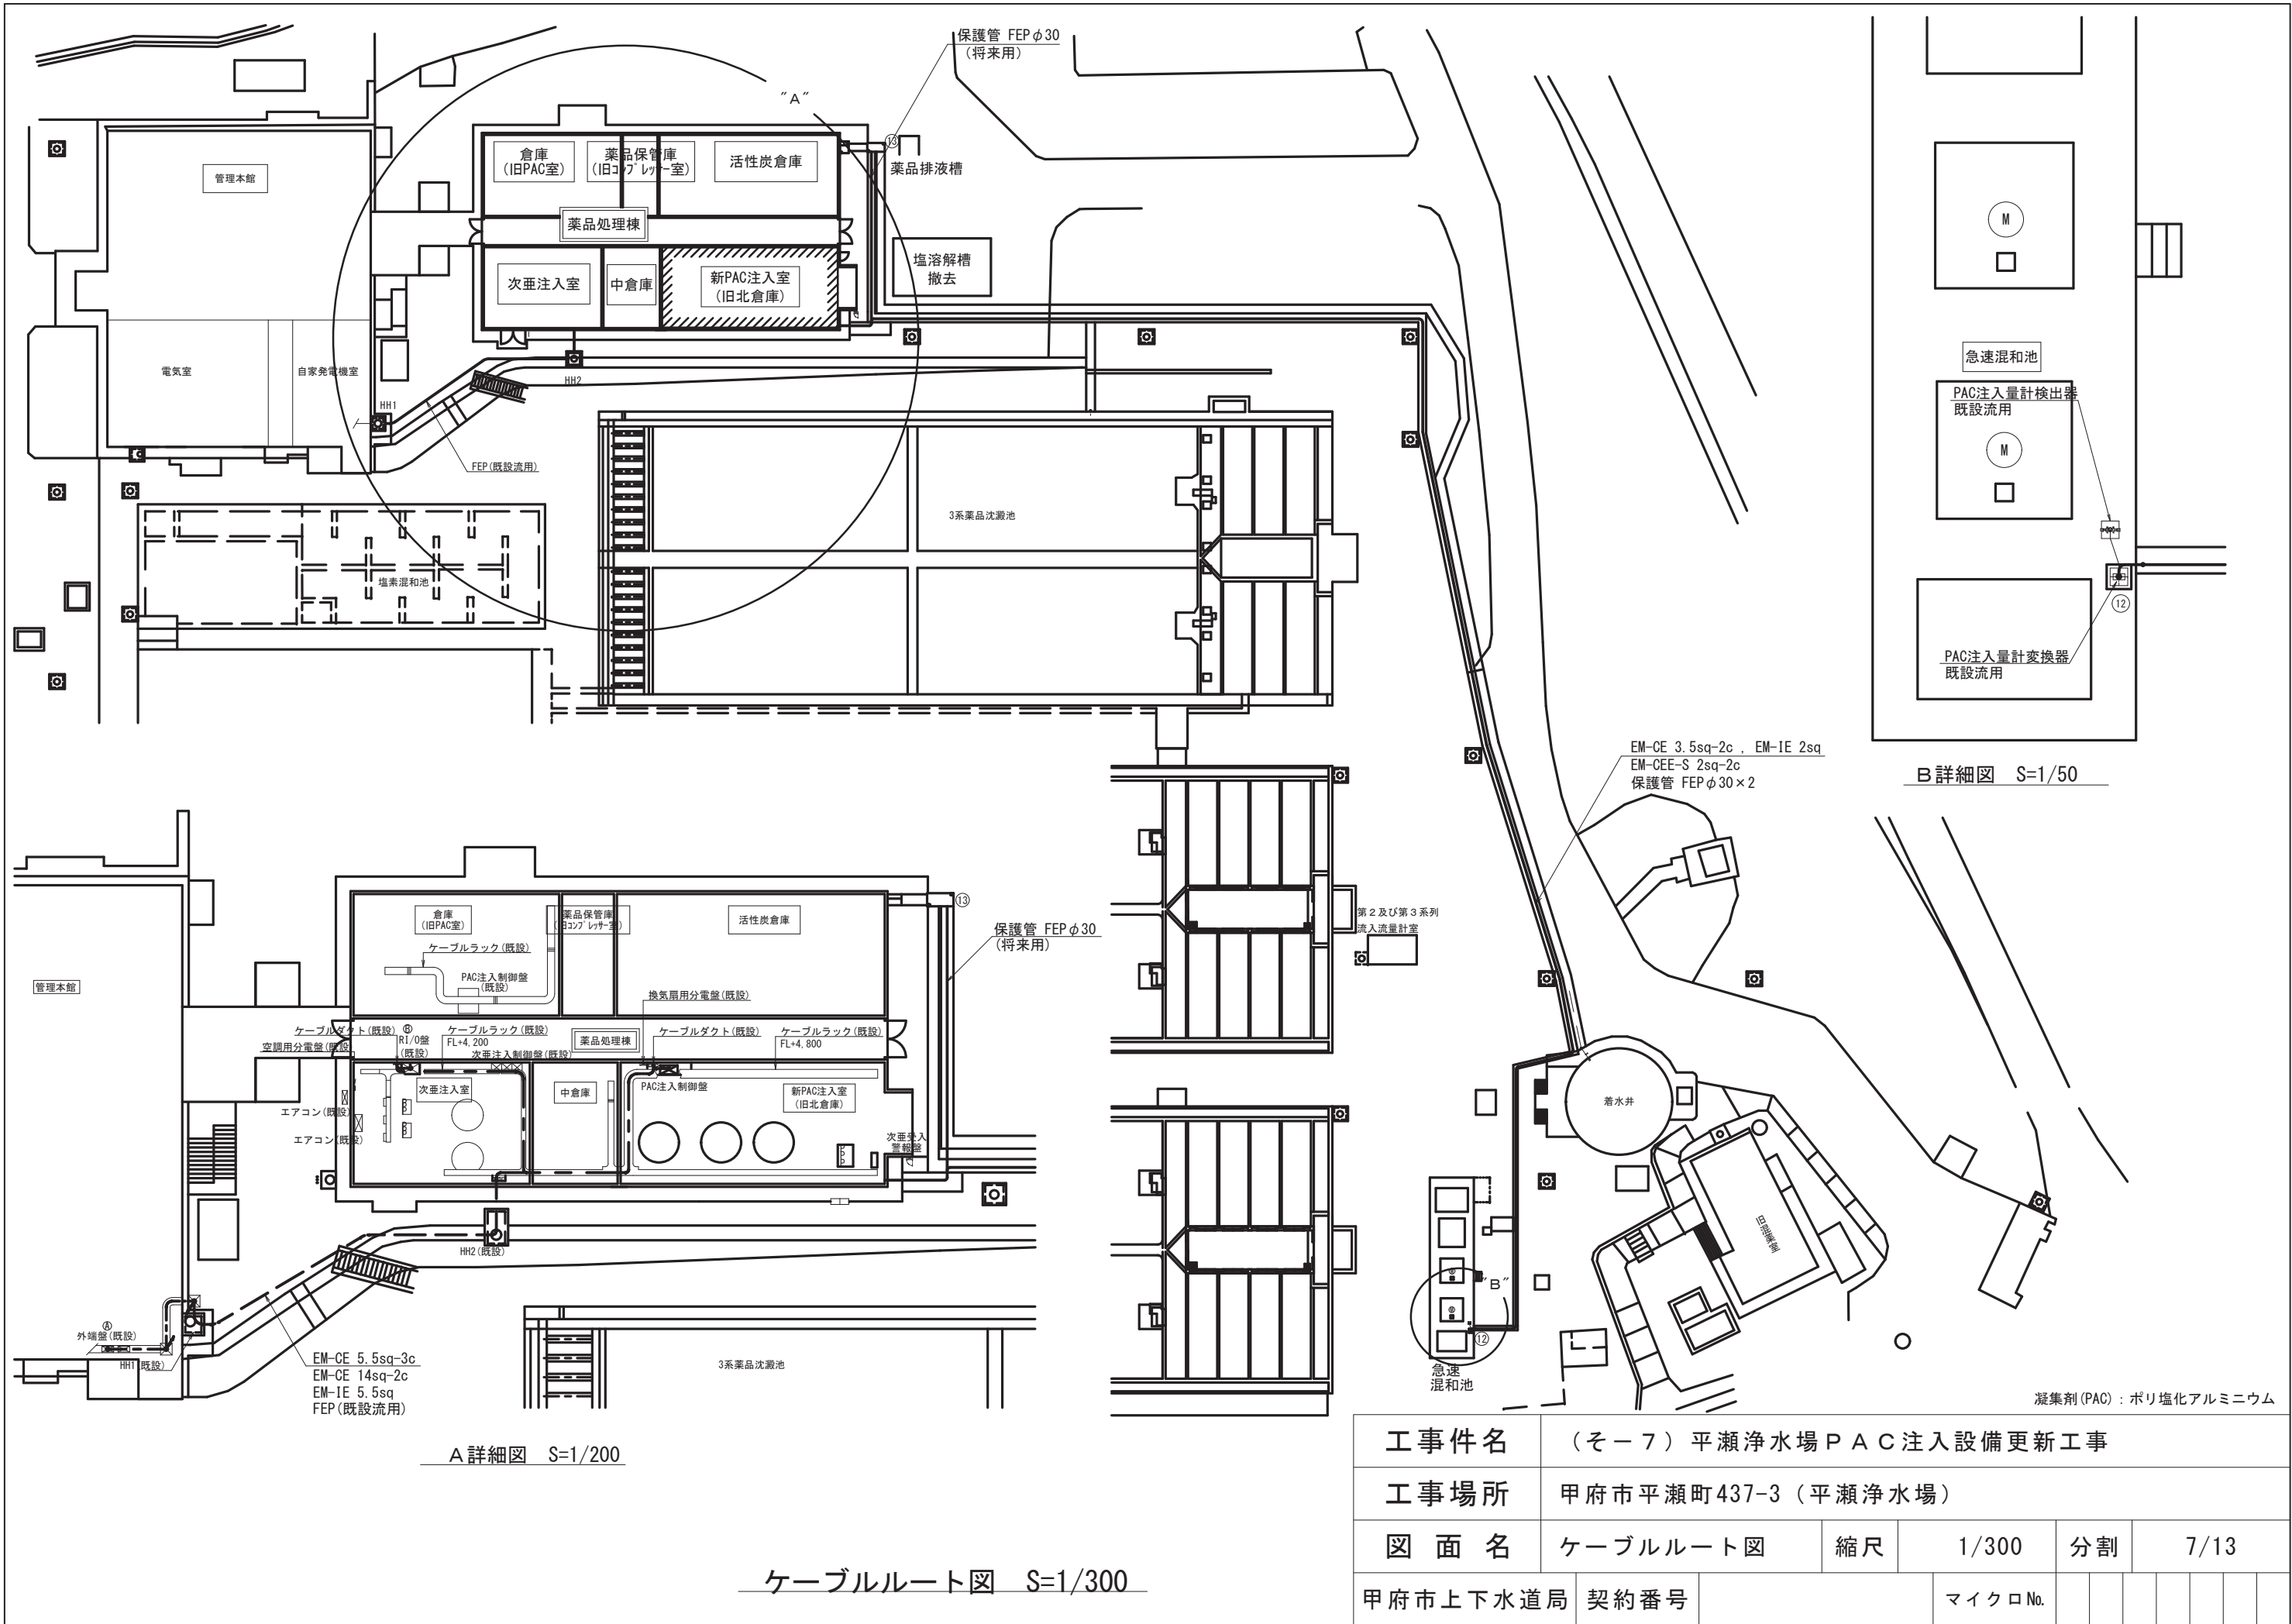 保護管 FEPφ30
(将来用)
"A"
⑬
薬品排液槽
倉庫
(旧PAC室)
薬品保管庫
(旧ｺﾝﾌﾟﾚｯｻｰ室)
活性炭倉庫
管理本館
薬品処理棟
塩溶解槽
撤去
次亜注入室
中倉庫
新PAC注入室
(旧北倉庫)
電気室
自家発電機室
HH1
HH2
FEP(既設流用)
3系薬品沈澱池
塩素混和池
M
急速混和池
PAC注入量計検出器
既設流用
M
⑫
PAC注入量計変換器
既設流用
B詳細図 S=1/50
EM-CE 3.5sq-2c , EM-IE 2sq
EM-CEE-S 2sq-2c
保護管 FEPφ30×2
倉庫
(旧PAC室)
薬品保管庫
(旧ｺﾝﾌﾟﾚｯｻｰ室)
活性炭倉庫
⑬
保護管 FEPφ30
(将来用)
ケーブルラック(既設)
PAC注入制御盤
(既設)
管理本館
換気扇用分電盤(既設)
ケーブルダクト(既設)
Ⓑ
RI/O盤
(既設)
ケーブルラック(既設)
FL+4,200
薬品処理棟
ケーブルダクト(既設)
ケーブルラック(既設)
FL+4,800
空調用分電盤(既設)
次亜注入制御盤(既設)
次亜注入室
中倉庫
PAC注入制御盤
新PAC注入室
(旧北倉庫)
エアコン(既設)
エアコン(既設)
次亜受入
警報盤
HH2(既設)
Ⓐ
外端盤(既設)
HH1(既設)
EM-CE 5.5sq-3c
EM-CE 14sq-2c
EM-IE 5.5sq
FEP(既設流用)
3系薬品沈澱池
A詳細図 S=1/200
第2及び第3系列
流入流量計室
着水井
"B"
⑫
急速
混和池
凝集剤(PAC)：ポリ塩化アルミニウム
ケーブルルート図 S=1/300
工事件名 （そ－７）平瀬浄水場ＰＡＣ注入設備更新工事
工事場所 甲府市平瀬町437-3（平瀬浄水場）
図面名 ケーブルルート図 縮尺 1/300 分割 7/13
甲府市上下水道局 契約番号 マイクロ№